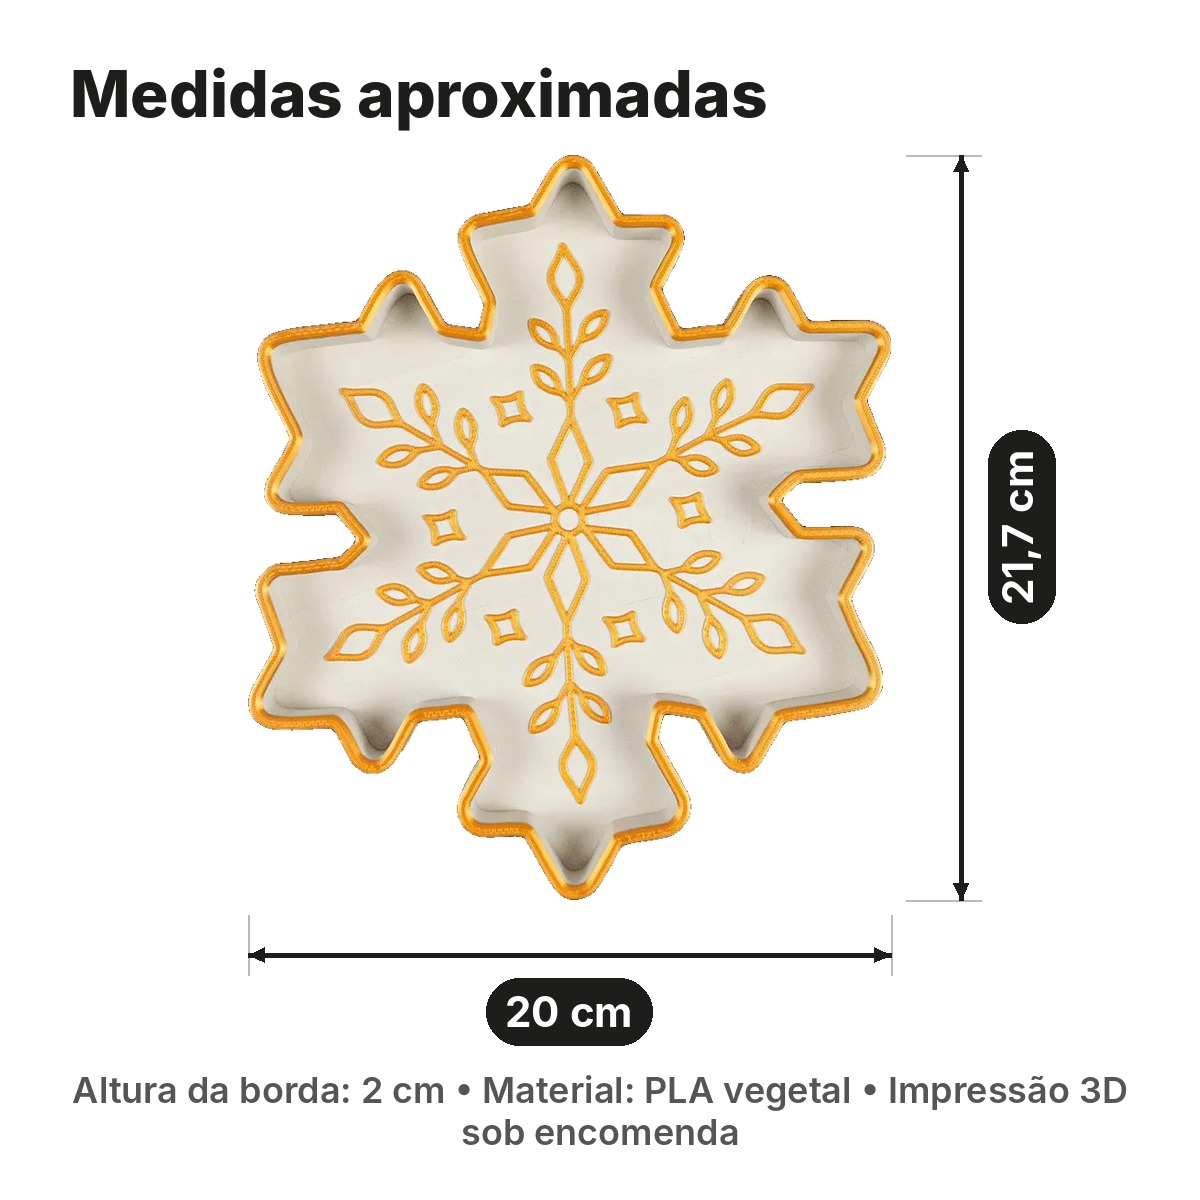 Medidas aproximadas
21,7 cm
20 cm
Altura da borda: 2 cm • Material: PLA vegetal • Impressão 3D
sob encomenda